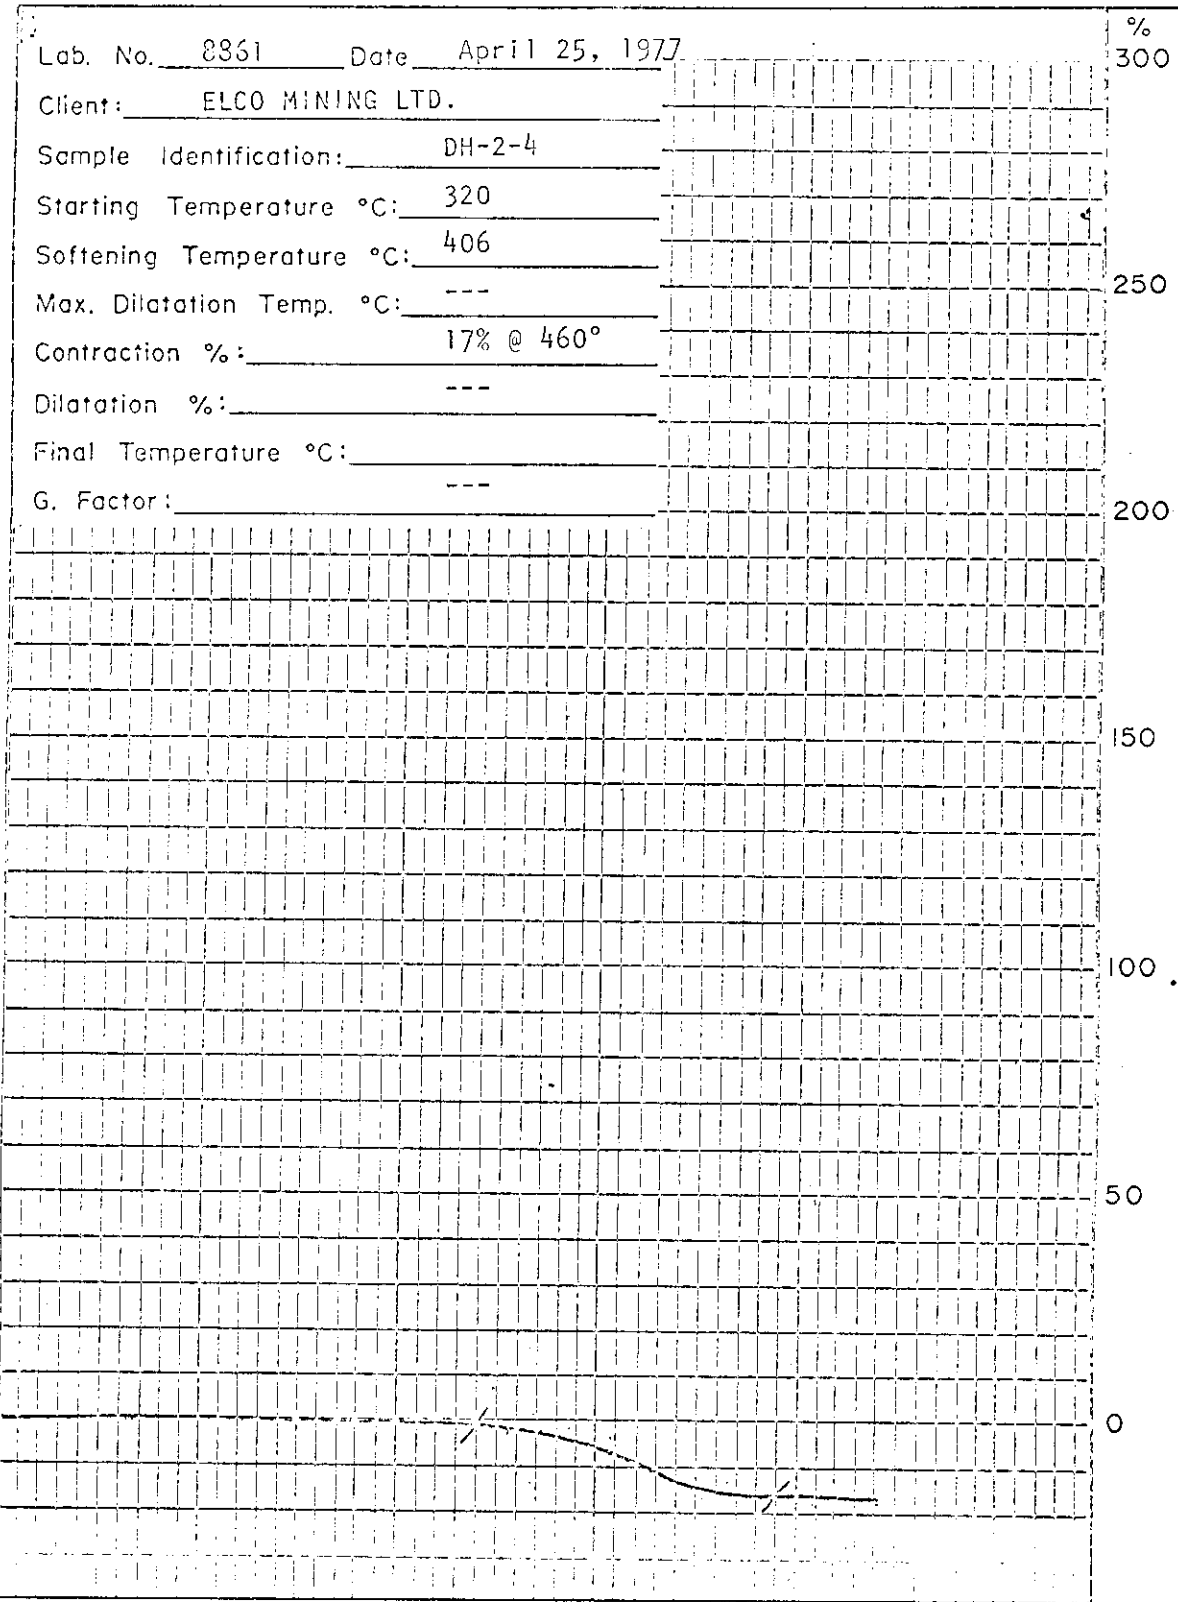 Lab. No. 8861 Date April 25, 1977
Client: ELCO MINING LTD.
Sample Identification: DH-2-4
Starting Temperature °C: 320
Softening Temperature °C: 406
Max. Dilatation Temp. °C: ---
Contraction %: 17% @ 460°
Dilatation %: ---
Final Temperature °C:
G. Factor: ---
%
300
250
200
150
100
50
0